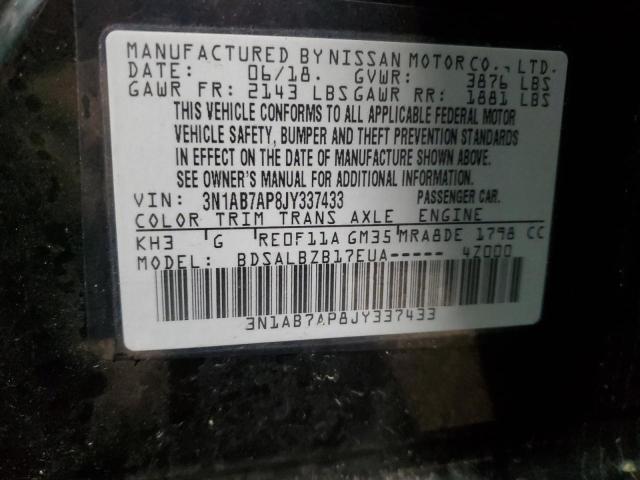 MANUFACTURED BY NISSAN MOTOR CO., LTD.
DATE: 06/18. GVWR: 3876 LBS
GAWR FR: 2143 LBS GAWR RR: 1881 LBS
THIS VEHICLE CONFORMS TO ALL APPLICABLE FEDERAL MOTOR
VEHICLE SAFETY, BUMPER AND THEFT PREVENTION STANDARDS
IN EFFECT ON THE DATE OF MANUFACTURE SHOWN ABOVE.
SEE OWNER'S MANUAL FOR ADDITIONAL INFORMATION.
VIN: 3N1AB7AP8JY337433 PASSENGER CAR.
COLOR TRIM TRANS AXLE ENGINE
KH3 G RE0F11A GM35 MRA8DE 1798 CC
MODEL: BDSALBZB17EUA----- 4Z000
3N1AB7AP8JY337433